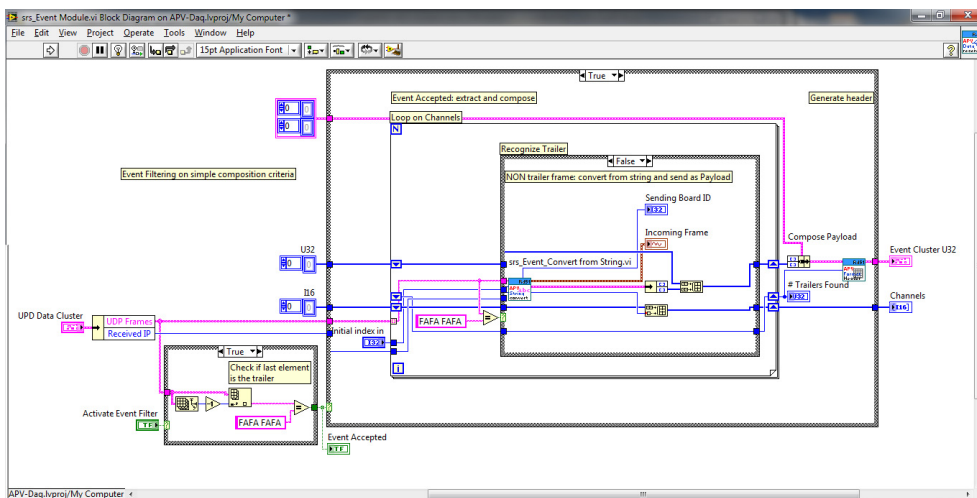 srs_Event Module.vi Block Diagram on APV-Daq.lvproj/My Computer *
File Edit View Project Operate Tools Window Help
15pt Application Font
True
Event Accepted: extract and compose
Generate header
Loop on Channels
N
Recognize Trailer
False
Event Filtering on simple composition criteria
NON trailer frame: convert from string and send as Payload
Sending Board ID
I32
Incoming Frame
Compose Payload
U32
srs_Event_Convert from String.vi
Event Cluster U32
I16
# Trailers Found
U32
Channels
[I16]
UPD Data Cluster
UDP Frames
Received IP
FAFA FAFA
initial index in
I32
i
True
Check if last element
is the trailer
Activate Event Filter
TF
FAFA FAFA
Event Accepted
TF
APV-Daq.lvproj/My Computer